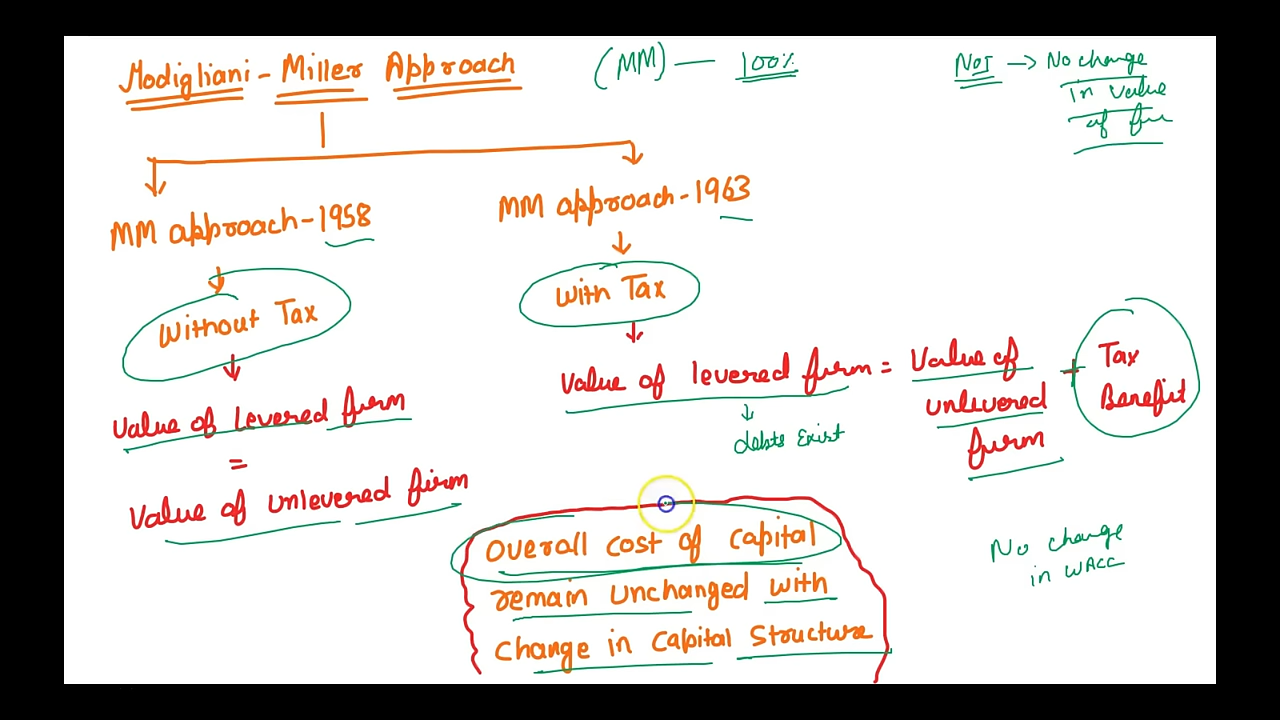 Modigliani - Miller Approach
(MM) — 100%
NOI → No change
In value
of firm
MM approach - 1958
MM approach - 1963
Without Tax
With Tax
Value of levered firm
=
Value of unlevered firm
Value of levered firm = Value of
unlevered
firm
+ Tax
Benefit
debts Exist
Overall cost of capital
remain unchanged with
change in capital structure
No change
in WACC